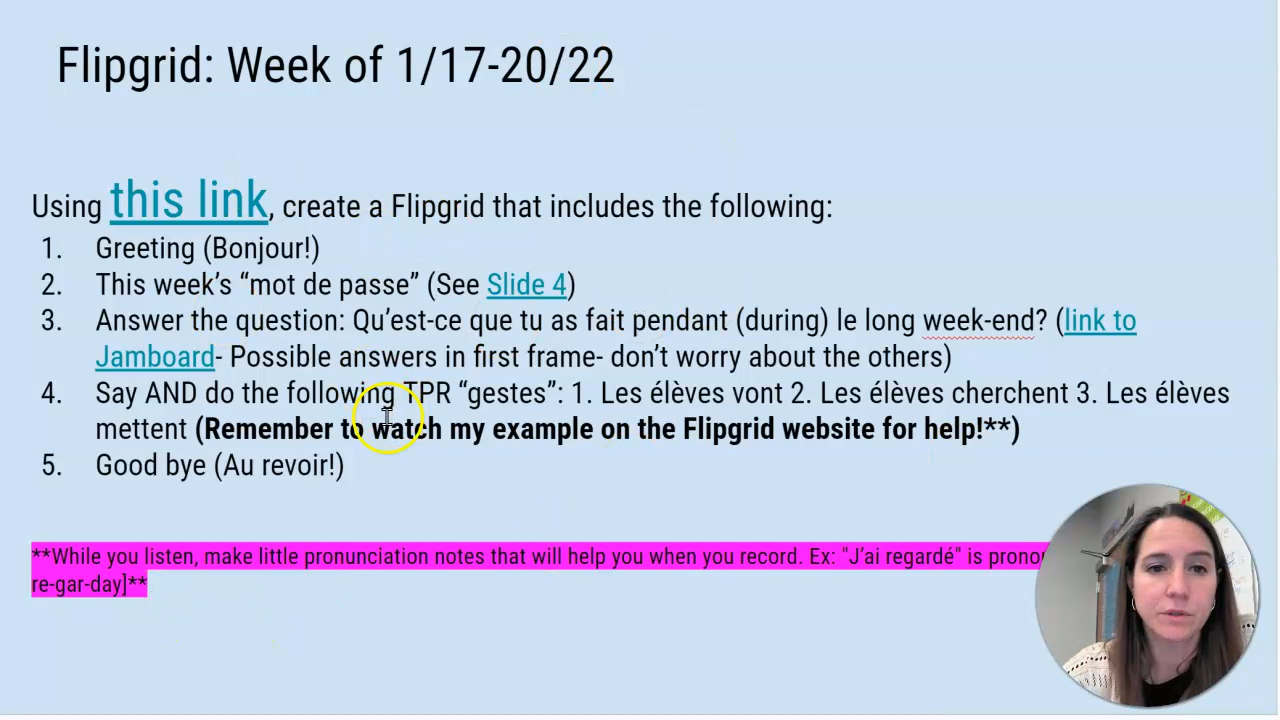 Flipgrid: Week of 1/17-20/22
Using this link, create a Flipgrid that includes the following:
1. Greeting (Bonjour!)
2. This week's “mot de passe” (See Slide 4)
3. Answer the question: Qu'est-ce que tu as fait pendant (during) le long week-end? (link to
Jamboard- Possible answers in first frame- don't worry about the others)
4. Say AND do the following TPR “gestes”: 1. Les élèves vont 2. Les élèves cherchent 3. Les élèves
mettent (Remember to watch my example on the Flipgrid website for help!**)
5. Good bye (Au revoir!)
**While you listen, make little pronunciation notes that will help you when you record. Ex: "J'ai regardé" is
re-gar-day]**